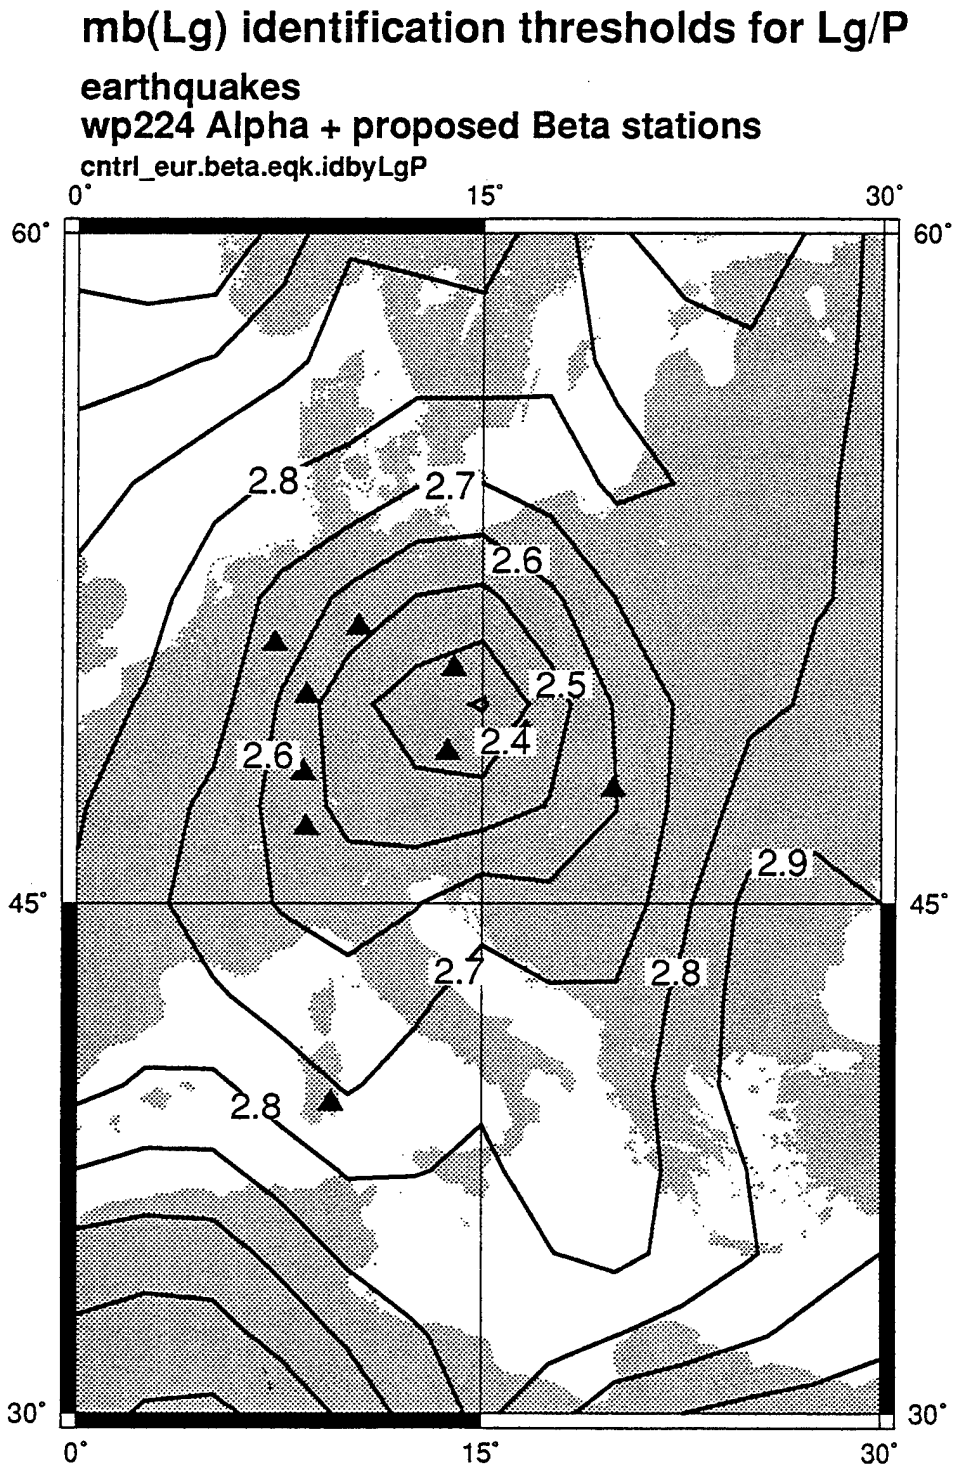 mb(Lg) identification thresholds for Lg/P
earthquakes
wp224 Alpha + proposed Beta stations
cntrl_eur.beta.eqk.idbyLgP
0° 15° 30°
60° 60°
2.8 2.7
2.6
2.5
2.4
2.6
2.9
45° 45°
2.7 2.8
2.8
30° 30°
0° 15° 30°